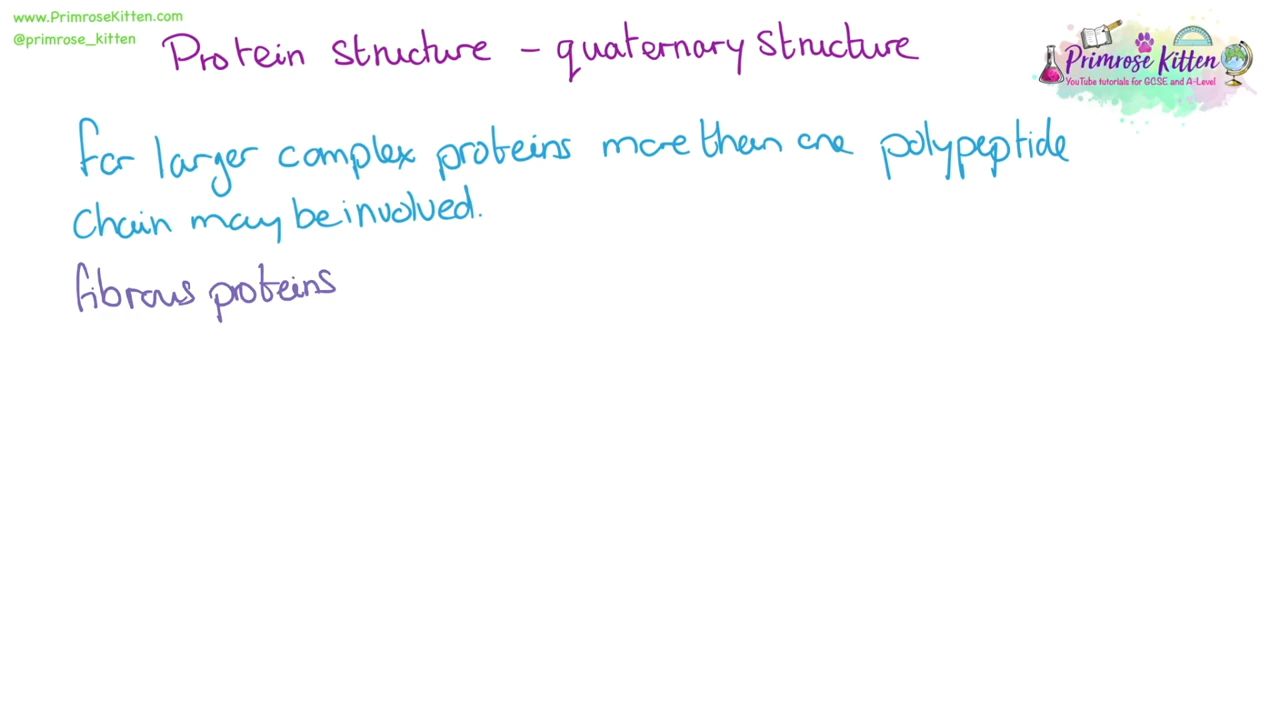 www.PrimroseKitten.com
@primrose_kitten
Protein structure - quaternary structure
Primrose Kitten
YouTube tutorials for GCSE and A-Level
For larger complex proteins more then one polypeptide
chain may be involved.
fibrous proteins